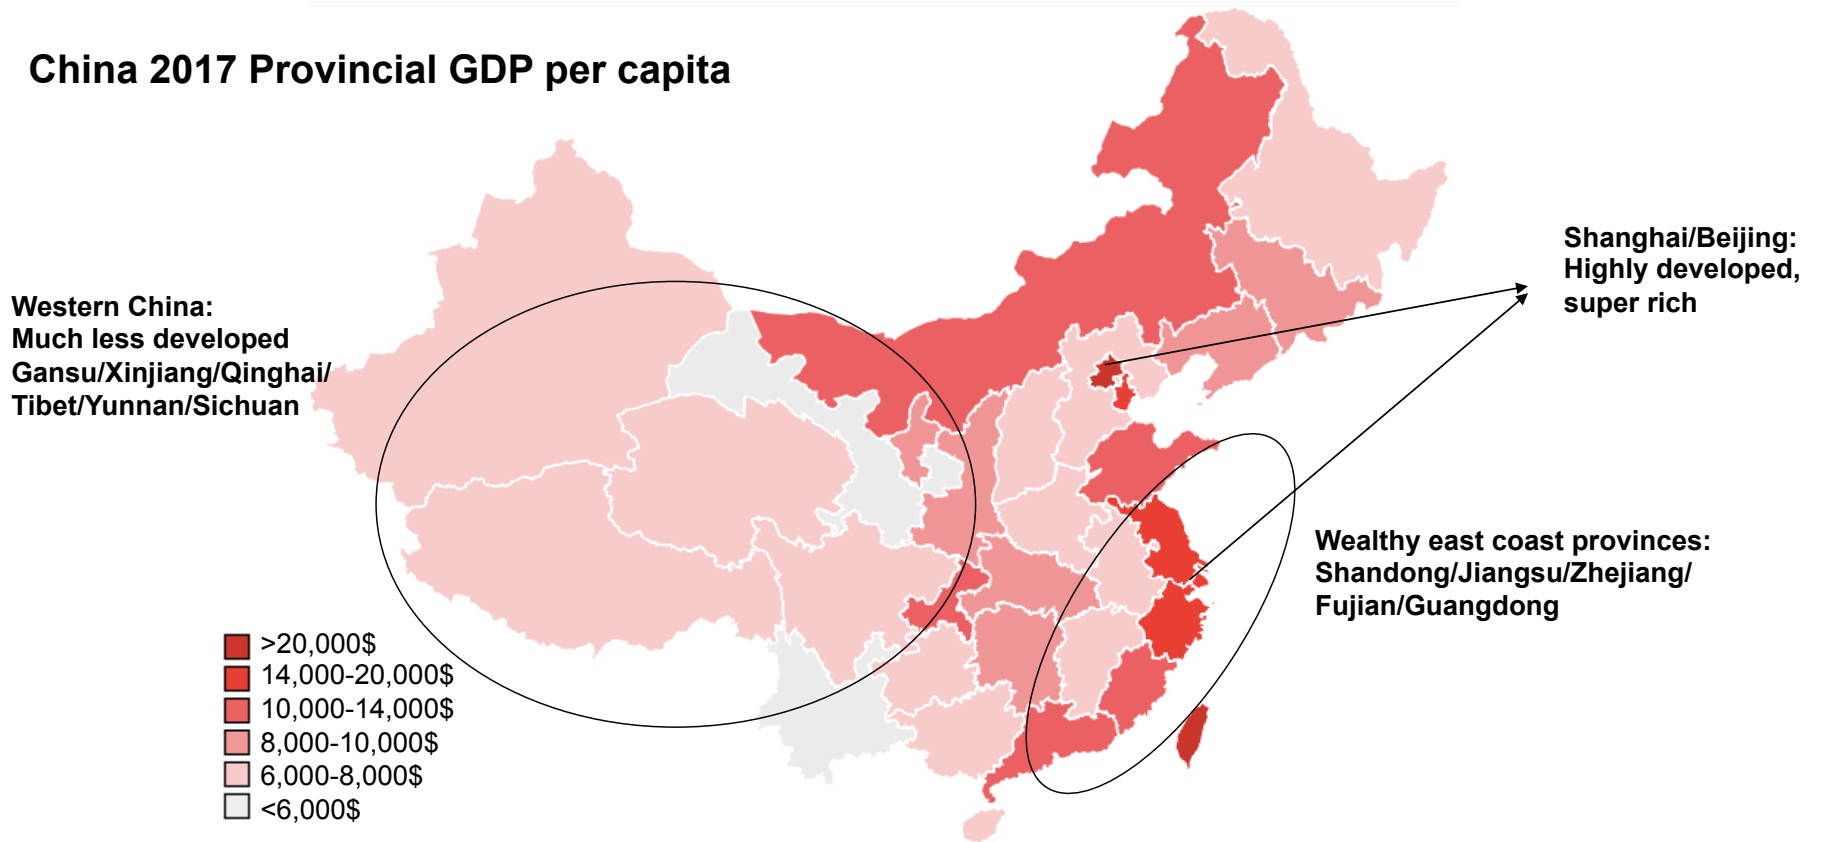 China 2017 Provincial GDP per capita
Shanghai/Beijing:
Highly developed,
super rich
Western China:
Much less developed
Gansu/Xinjiang/Qinghai/
Tibet/Yunnan/Sichuan
Wealthy east coast provinces:
Shandong/Jiangsu/Zhejiang/
Fujian/Guangdong
>20,000$
14,000-20,000$
10,000-14,000$
8,000-10,000$
6,000-8,000$
<6,000$